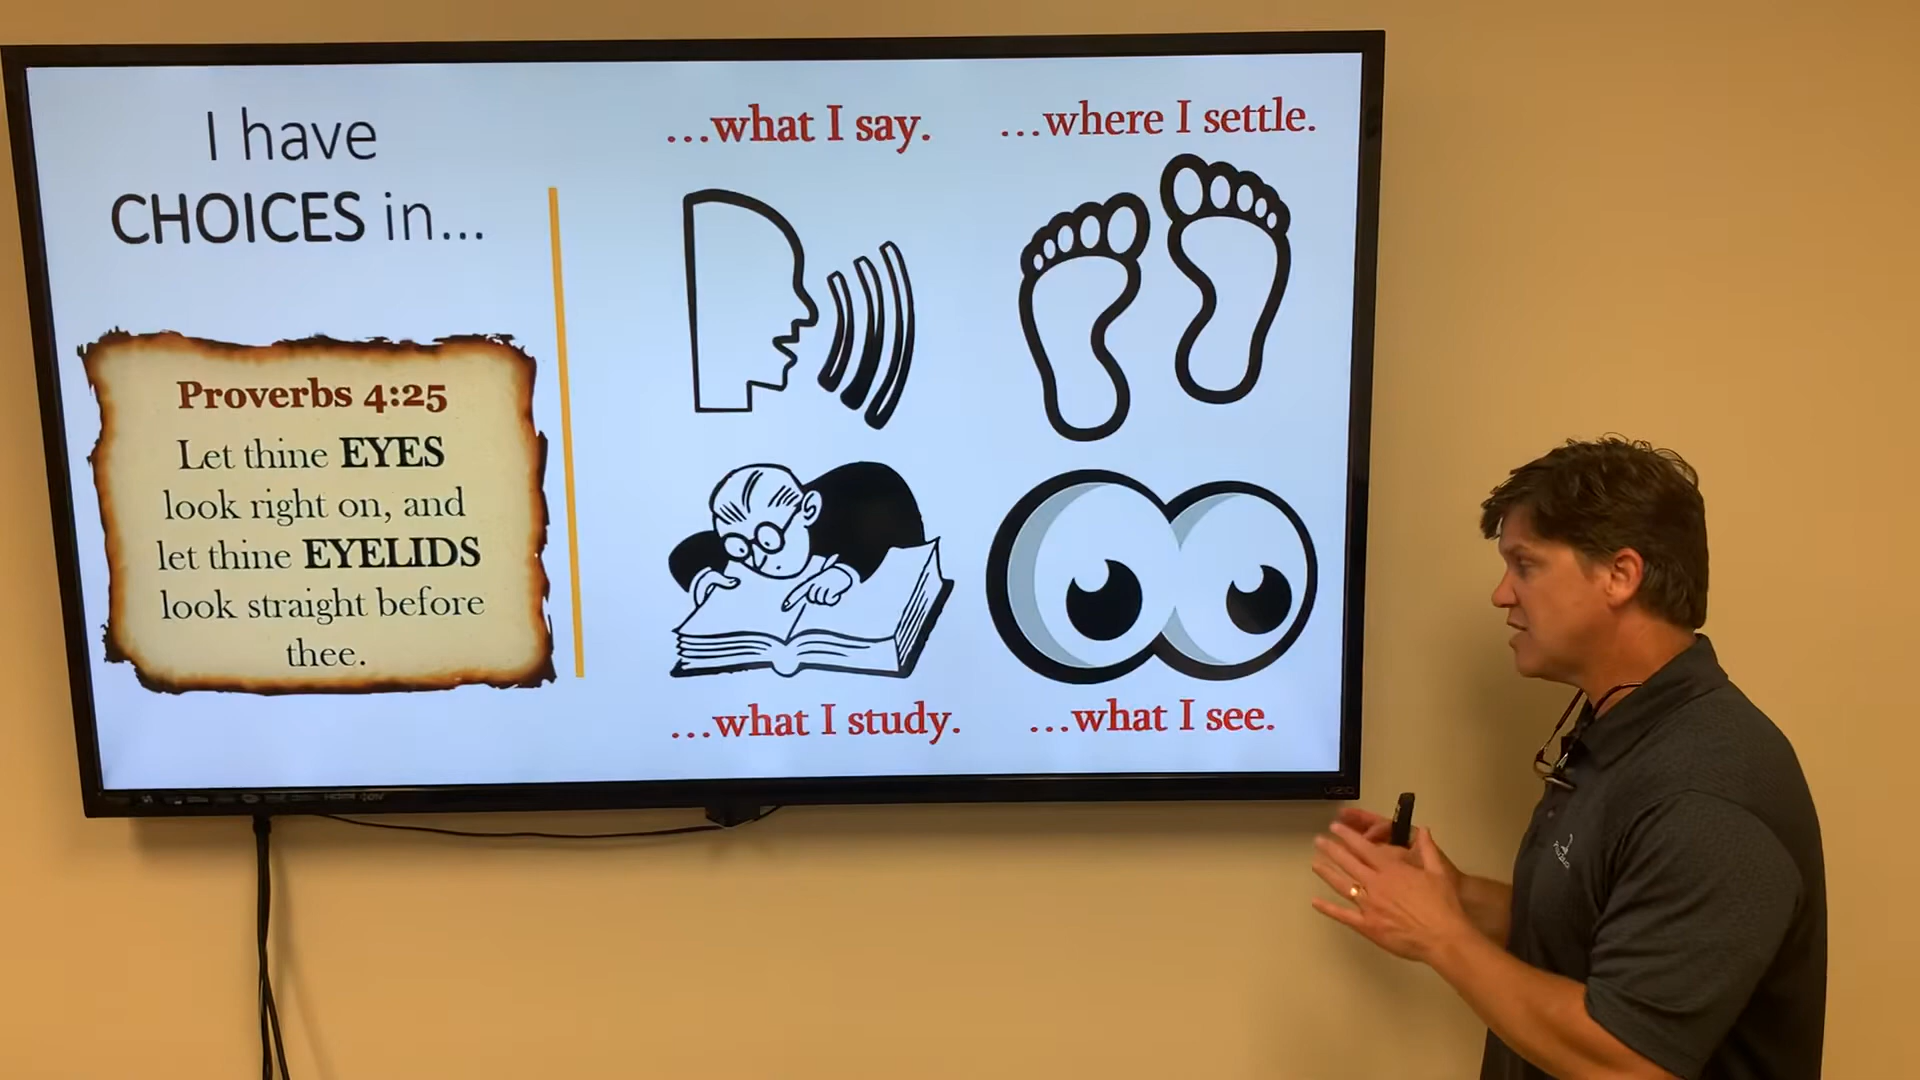 I have
CHOICES in...
Proverbs 4:25
Let thine EYES
look right on, and
let thine EYELIDS
look straight before
thee.
...what I say.
...where I settle.
...what I study.
...what I see.
VIZIO